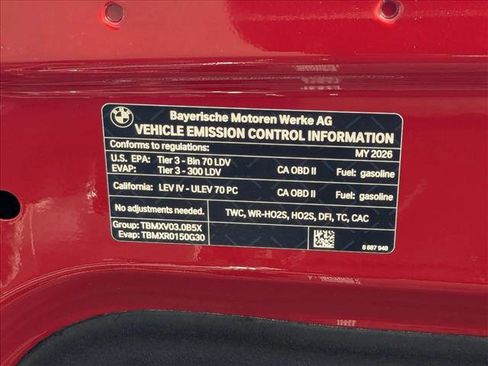 BMW
Bayerische Motoren Werke AG
VEHICLE EMISSION CONTROL INFORMATION
Conforms to regulations: MY 2026
U.S. EPA: Tier 3 - Bin 70 LDV CA OBD II Fuel: gasoline
EVAP: Tier 3 - 300 LDV
California: LEV IV - ULEV 70 PC CA OBD II Fuel: gasoline
No adjustments needed. TWC, WR-HO2S, HO2S, DFI, TC, CAC
Group: TBMXV03.0B5X
Evap: TBMXR0150G30
8 887 948